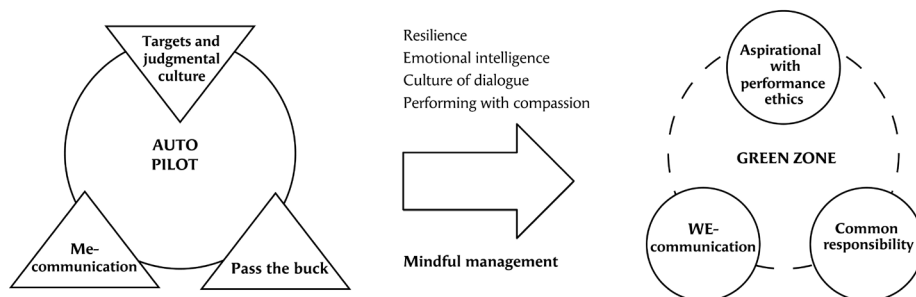 Targets and
judgmental
culture
AUTO
PILOT
Me-
communication
Pass the buck
Resilience
Emotional intelligence
Culture of dialogue
Performing with compassion
Mindful management
Aspirational
with
performance
ethics
GREEN ZONE
WE-
communication
Common
responsibility